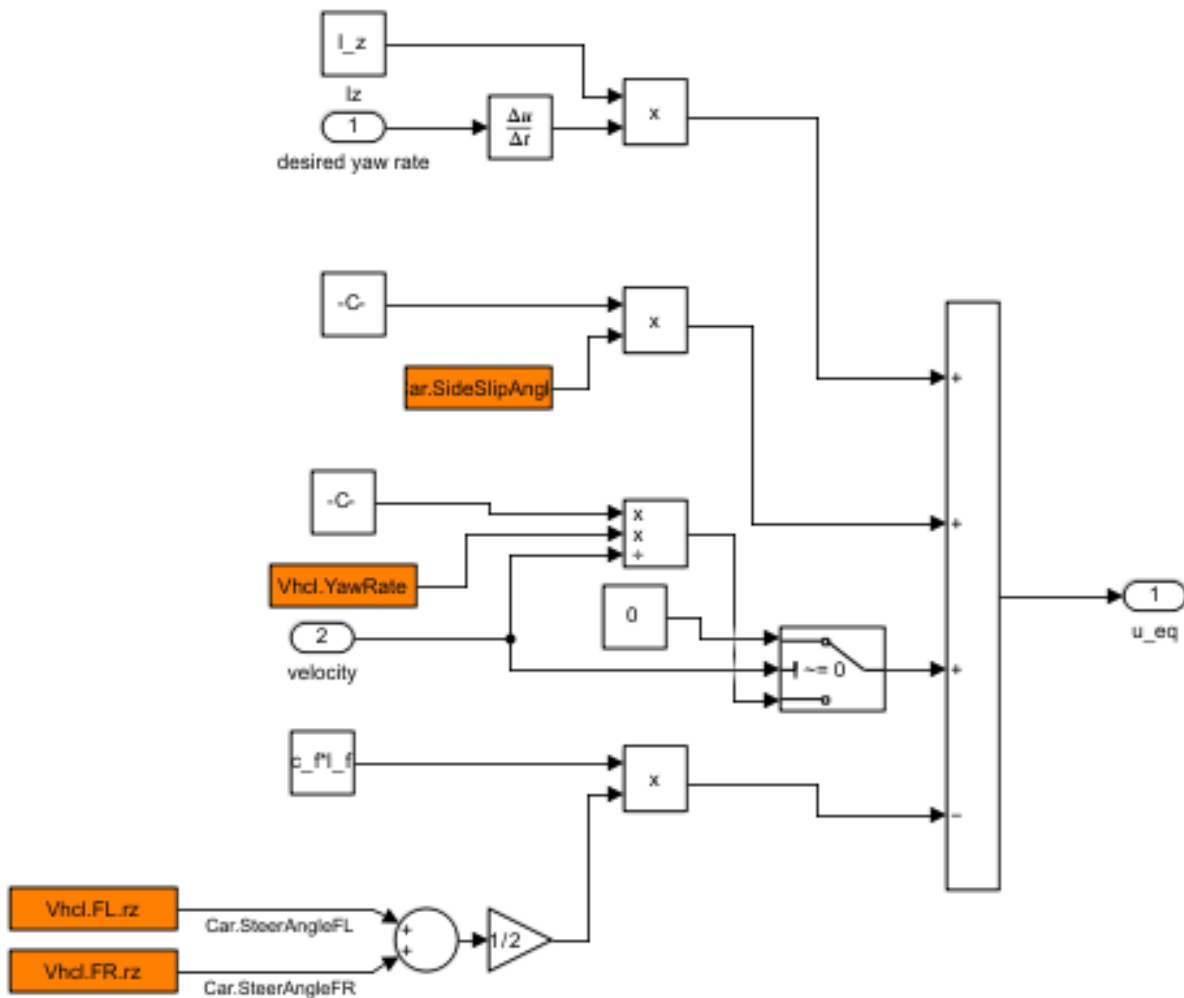 I_z
Iz
1
desired yaw rate
Δu
Δt
x
-C-
x
ar.SideSlipAngl
+
-C-
x
x
÷
+
Vhcl.YawRate
0
2
velocity
~= 0
+
1
u_eq
c_f*l_f
x
−
Vhcl.FL.rz
Car.SteerAngleFL
+
+
1/2
Vhcl.FR.rz
Car.SteerAngleFR